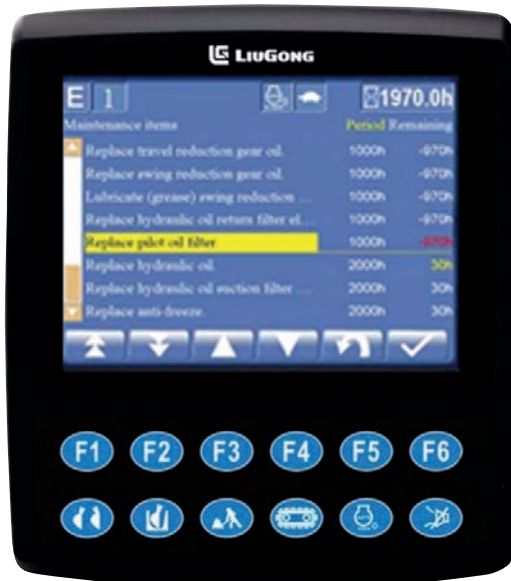 LIUGONG
E 1 1970.0h
Maintenance items Period Remaining
Replace travel reduction gear oil. 1000h -970h
Replace swing reduction gear oil. 1000h -970h
Lubricate (grease) swing reduction ... 1000h -970h
Replace hydraulic oil return filter el... 1000h -970h
Replace pilot oil filter 1000h -970h
Replace hydraulic oil. 2000h 30h
Replace hydraulic oil suction filter ... 2000h 30h
Replace anti-freeze. 2000h 30h
F1 F2 F3 F4 F5 F6